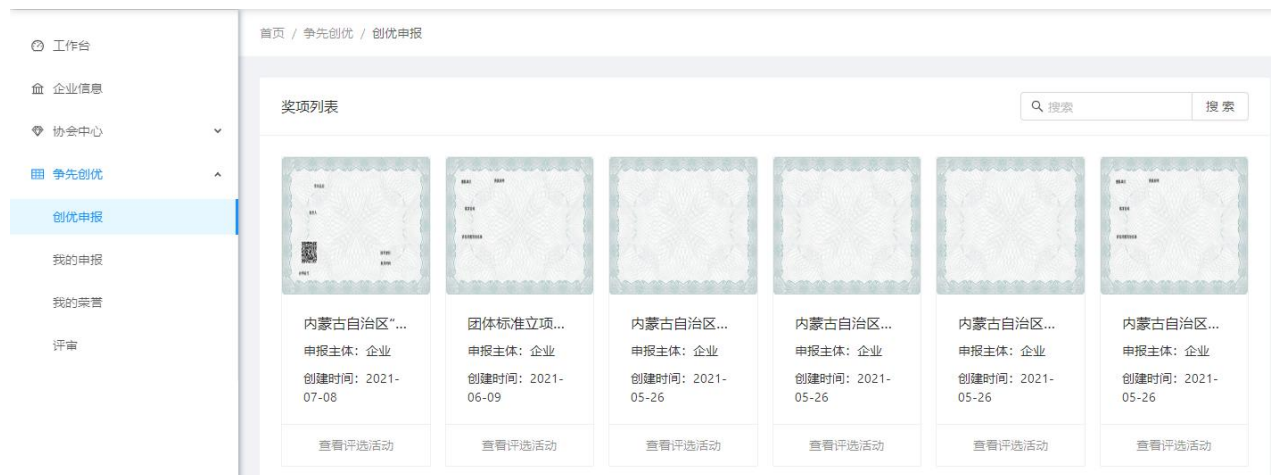 首页 / 争先创优 / 创优申报
工作台
企业信息
协会中心
争先创优
创优申报
我的申报
我的荣誉
评审
奖项列表
搜索
搜 索
内蒙古自治区“...
申报主体：企业
创建时间：2021-
07-08
查看评选活动
团体标准立项...
申报主体：企业
创建时间：2021-
06-09
查看评选活动
内蒙古自治区...
申报主体：企业
创建时间：2021-
05-26
查看评选活动
内蒙古自治区...
申报主体：企业
创建时间：2021-
05-26
查看评选活动
内蒙古自治区...
申报主体：企业
创建时间：2021-
05-26
查看评选活动
内蒙古自治区...
申报主体：企业
创建时间：2021-
05-26
查看评选活动